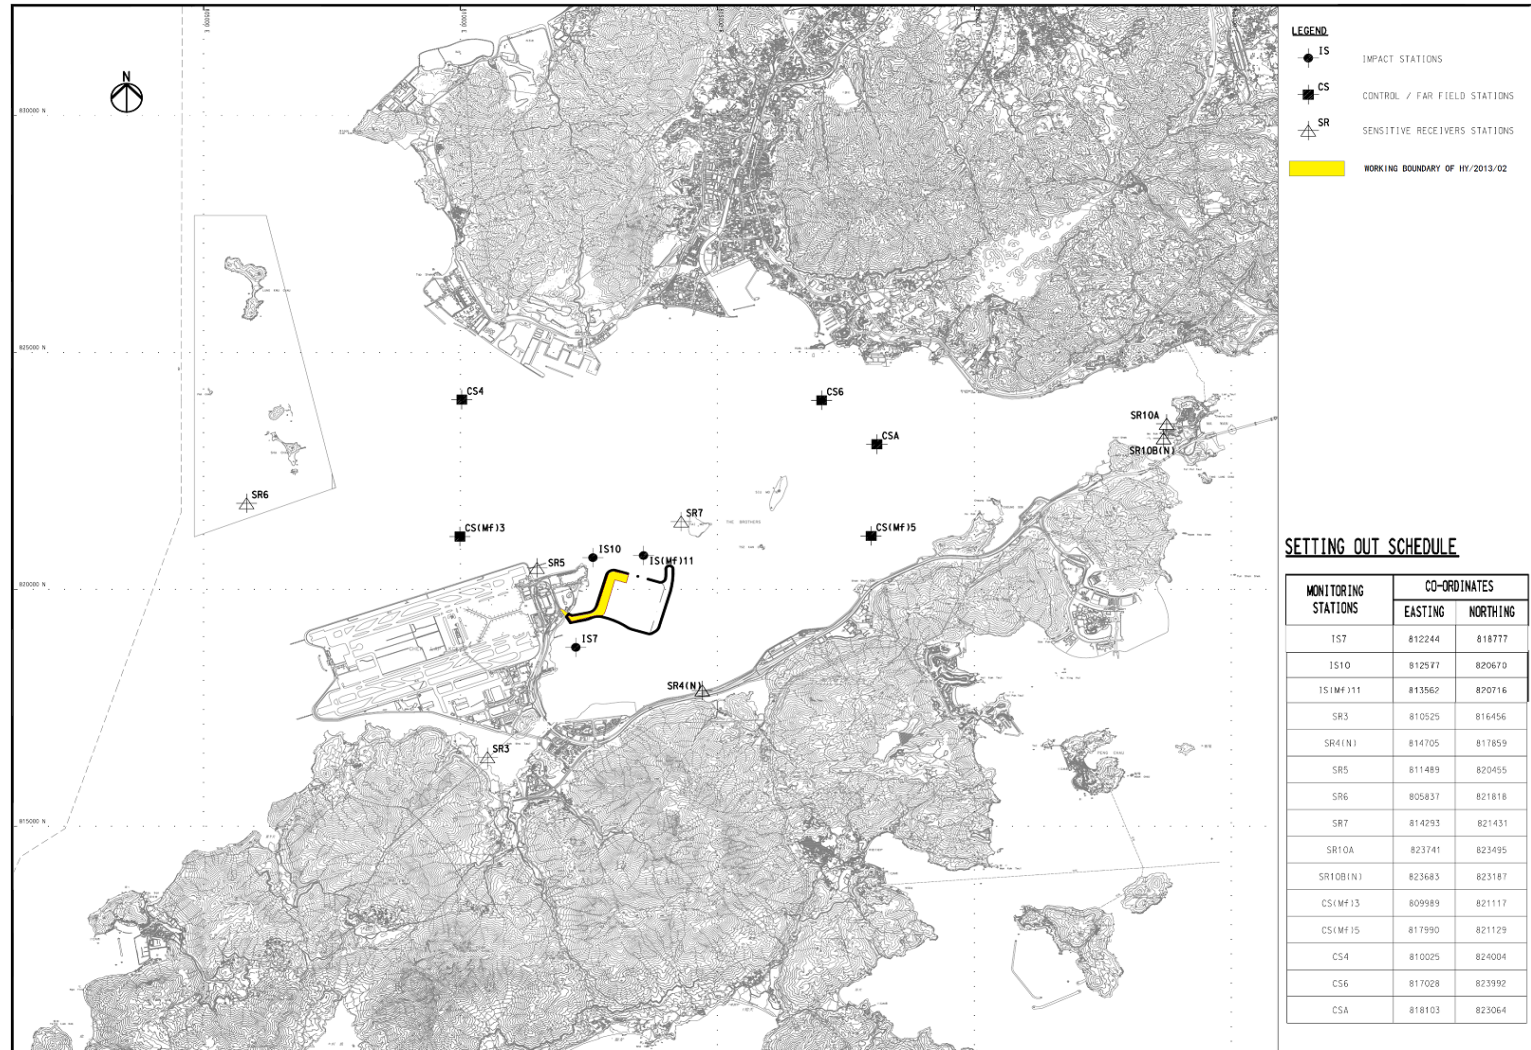 N
830000 N
825000 N
820000 N
815000 N
CS4
CS6
CSA
SR10A
SR10B(N)
SR6
CS(Mf)3
SR7
THE BROTHERS
CS(Mf)5
IS10
IS(Mf)11
SR5
IS7
SR4(N)
SR3
LEGEND
IS IMPACT STATIONS
CS CONTROL / FAR FIELD STATIONS
SR SENSITIVE RECEIVERS STATIONS
WORKING BOUNDARY OF HY/2013/02
SETTING OUT SCHEDULE
MONITORING STATIONS CO-ORDINATES
EASTING NORTHING
IS7 812244 818777
IS10 812577 820670
IS(Mf)11 813562 820716
SR3 810525 816456
SR4(N) 814705 817859
SR5 811489 820455
SR6 805837 821818
SR7 814293 821431
SR10A 823741 823495
SR10B(N) 823683 823187
CS(Mf)3 809989 821117
CS(Mf)5 817990 821129
CS4 810025 824004
CS6 817028 823992
CSA 818103 823064